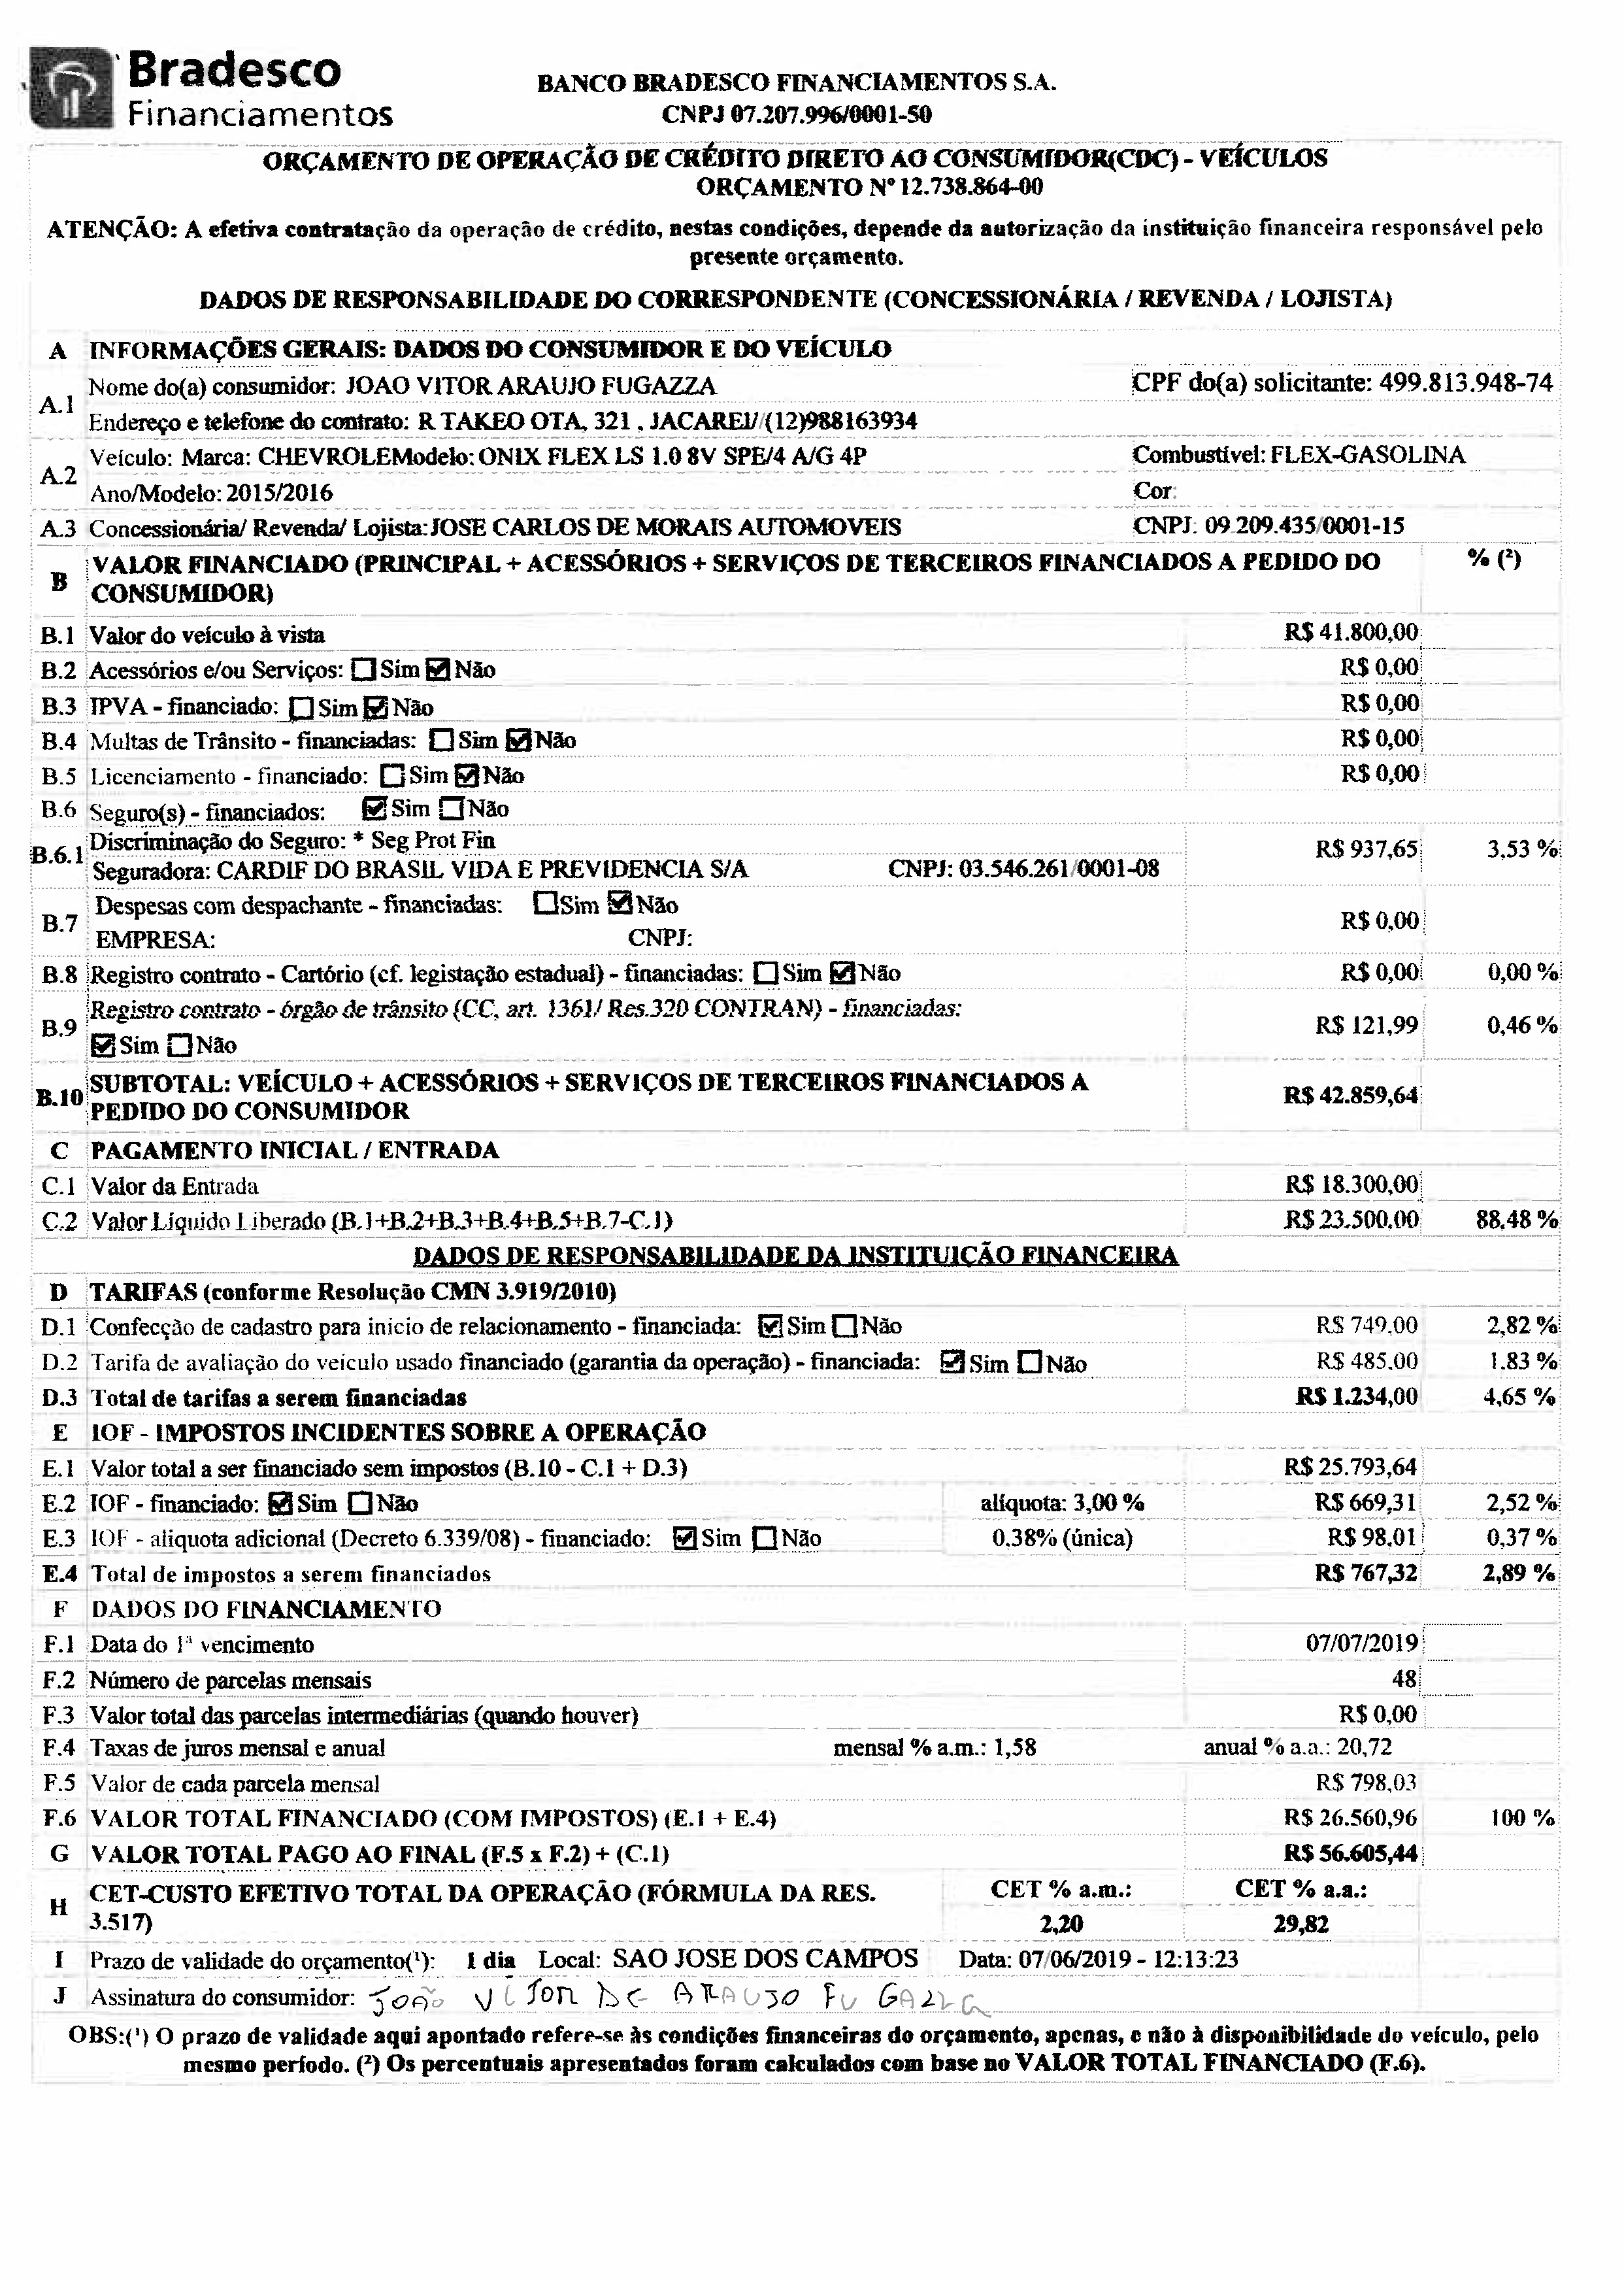 Bradesco
Financiamentos
BANCO BRADESCO FINANCIAMENTOS S.A.
CNPJ 07.207.996/0001-50
ORÇAMENTO DE OPERAÇÃO DE CRÉDITO DIRETO AO CONSUMIDOR(CDC) - VEÍCULOS
ORÇAMENTO Nº 12.738.864-00
ATENÇÃO: A efetiva contratação da operação de crédito, nestas condições, depende da autorização da instituição financeira responsável pelo
presente orçamento.
DADOS DE RESPONSABILIDADE DO CORRESPONDENTE (CONCESSIONÁRIA / REVENDA / LOJISTA)
A INFORMAÇÕES GERAIS: DADOS DO CONSUMIDOR E DO VEÍCULO
A.1 Nome do(a) consumidor: JOAO VITOR ARAUJO FUGAZZA CPF do(a) solicitante: 499.813.948-74
Endereço e telefone do contrato: R TAKEO OTA, 321 , JACAREI/ (12)988163934
A.2 Veículo: Marca: CHEVROLEModelo: ONIX FLEX LS 1.0 8V SPE/4 A/G 4P Combustível: FLEX-GASOLINA
Ano/Modelo: 2015/2016 Cor:
A.3 Concessionária/ Revenda/ Lojista: JOSE CARLOS DE MORAIS AUTOMOVEIS CNPJ: 09.209.435/0001-15
B VALOR FINANCIADO (PRINCIPAL + ACESSÓRIOS + SERVIÇOS DE TERCEIROS FINANCIADOS A PEDIDO DO % (²)
CONSUMIDOR)
B.1 Valor do veículo à vista R$ 41.800,00
B.2 Acessórios e/ou Serviços: ☐ Sim ☑ Não R$ 0,00
B.3 IPVA - financiado: ☐ Sim ☑ Não R$ 0,00
B.4 Multas de Trânsito - financiadas: ☐ Sim ☑ Não R$ 0,00
B.5 Licenciamento - financiado: ☐ Sim ☑ Não R$ 0,00
B.6 Seguro(s) - financiados: ☑ Sim ☐ Não
B.6.1 Discriminação do Seguro: * Seg Prot Fin R$ 937,65 3,53 %
Seguradora: CARDIF DO BRASIL VIDA E PREVIDENCIA S/A CNPJ: 03.546.261/0001-08
B.7 Despesas com despachante - financiadas: ☐ Sim ☑ Não R$ 0,00
EMPRESA: CNPJ:
B.8 Registro contrato - Cartório (cf. legistação estadual) - financiadas: ☐ Sim ☑ Não R$ 0,00 0,00 %
B.9 Registro contrato - órgão de trânsito (CC, art. 1361/ Res.320 CONTRAN) - financiadas: R$ 121,99 0,46 %
☑ Sim ☐ Não
B.10 SUBTOTAL: VEÍCULO + ACESSÓRIOS + SERVIÇOS DE TERCEIROS FINANCIADOS A R$ 42.859,64
PEDIDO DO CONSUMIDOR
C PAGAMENTO INICIAL / ENTRADA
C.1 Valor da Entrada R$ 18.300,00
C.2 Valor Líquido Liberado (B.1+B.2+B.3+B.4+B.5+B.7-C.1) R$ 23.500,00 88,48 %
DADOS DE RESPONSABILIDADE DA INSTITUIÇÃO FINANCEIRA
D TARIFAS (conforme Resolução CMN 3.919/2010)
D.1 Confecção de cadastro para inicio de relacionamento - financiada: ☑ Sim ☐ Não R$ 749,00 2,82 %
D.2 Tarifa de avaliação do veículo usado financiado (garantia da operação) - financiada: ☑ Sim ☐ Não R$ 485,00 1,83 %
D.3 Total de tarifas a serem financiadas R$ 1.234,00 4,65 %
E IOF - IMPOSTOS INCIDENTES SOBRE A OPERAÇÃO
E.1 Valor total a ser financiado sem impostos (B.10 - C.1 + D.3) R$ 25.793,64
E.2 IOF - financiado: ☑ Sim ☐ Não alíquota: 3,00 % R$ 669,31 2,52 %
E.3 IOF - alíquota adicional (Decreto 6.339/08) - financiado: ☑ Sim ☐ Não 0,38% (única) R$ 98,01 0,37 %
E.4 Total de impostos a serem financiados R$ 767,32 2,89 %
F DADOS DO FINANCIAMENTO
F.1 Data do 1ª vencimento 07/07/2019
F.2 Número de parcelas mensais 48
F.3 Valor total das parcelas intermediárias (quando houver) R$ 0,00
F.4 Taxas de juros mensal e anual mensal % a.m.: 1,58 anual % a.a.: 20,72
F.5 Valor de cada parcela mensal R$ 798,03
F.6 VALOR TOTAL FINANCIADO (COM IMPOSTOS) (E.1 + E.4) R$ 26.560,96 100 %
G VALOR TOTAL PAGO AO FINAL (F.5 x F.2) + (C.1) R$ 56.605,44
H CET-CUSTO EFETIVO TOTAL DA OPERAÇÃO (FÓRMULA DA RES. CET % a.m.: CET % a.a.:
3.517) 2,20 29,82
I Prazo de validade do orçamento(¹): 1 dia Local: SAO JOSE DOS CAMPOS Data: 07/06/2019 - 12:13:23
J Assinatura do consumidor: JOÃO VITOR DE ARAUJO FUGAZZA
OBS:(¹) O prazo de validade aqui apontado refere-se às condições financeiras do orçamento, apenas, e não à disponibilidade do veículo, pelo
mesmo período. (²) Os percentuais apresentados foram calculados com base no VALOR TOTAL FINANCIADO (F.6).